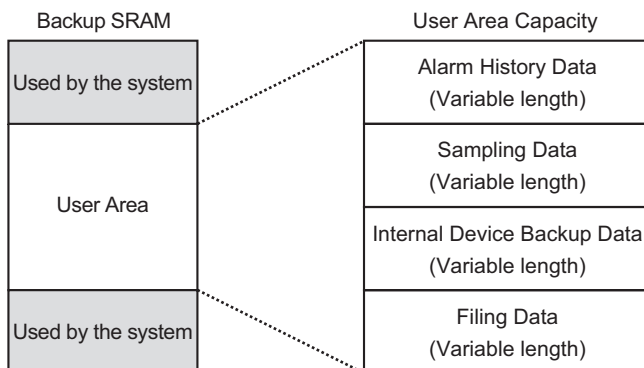 Backup SRAM
Used by the system
User Area
Used by the system
User Area Capacity
Alarm History Data
(Variable length)
Sampling Data
(Variable length)
Internal Device Backup Data
(Variable length)
Filing Data
(Variable length)